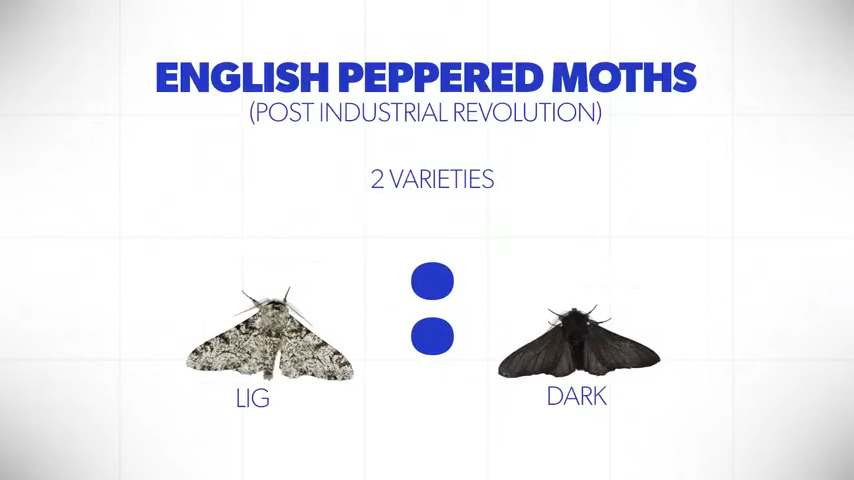 ENGLISH PEPPERED MOTHS
(POST INDUSTRIAL REVOLUTION)
2 VARIETIES
:
LIG
DARK